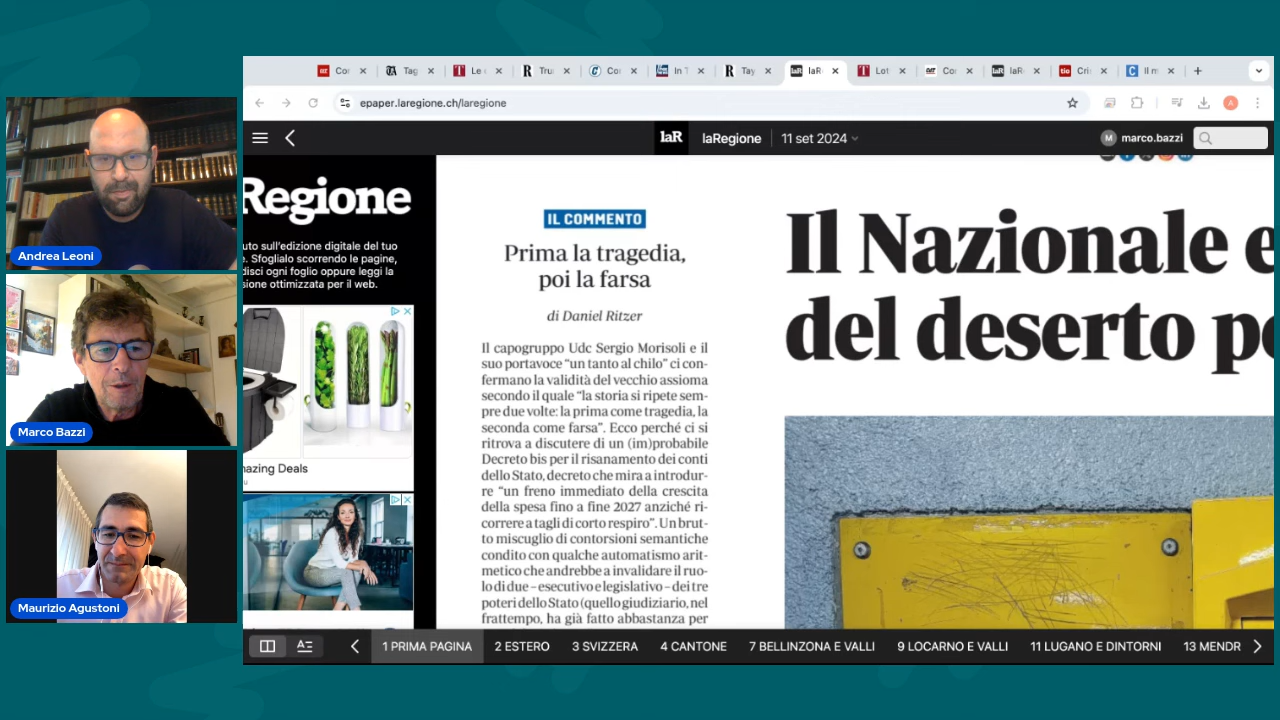 Andrea Leoni
Marco Bazzi
Maurizio Agustoni
Coi
Tag
Le
Tru
Coi
In T
Tay
laR
Lot
Coi
laR
Cri
Il m
epaper.laregione.ch/laregione
laR
laRegione
11 set 2024
M
marco.bazzi
Regione
uto sull'edizione digitale del tuo
e. Sfoglialo scorrendo le pagine,
disci ogni foglio oppure leggi la
sione ottimizzata per il web.
azing Deals
IL COMMENTO
Prima la tragedia,
poi la farsa
di Daniel Ritzer
Il capogruppo Udc Sergio Morisoli e il
suo portavoce “un tanto al chilo” ci con-
fermano la validità del vecchio assioma
secondo il quale “la storia si ripete sem-
pre due volte: la prima come tragedia, la
seconda come farsa”. Ecco perché ci si
ritrova a discutere di un (im)probabile
Decreto bis per il risanamento dei conti
dello Stato, decreto che mira a introdur-
re “un freno immediato della crescita
della spesa fino a fine 2027 anziché ri-
correre a tagli di corto respiro”. Un brut-
to miscuglio di contorsioni semantiche
condito con qualche automatismo arit-
metico che andrebbe a invalidare il ruo-
lo di due – esecutivo e legislativo – dei tre
poteri dello Stato (quello giudiziario, nel
frattempo, ha già fatto abbastanza per
Il Nazionale e
del deserto po
1 PRIMA PAGINA
2 ESTERO
3 SVIZZERA
4 CANTONE
7 BELLINZONA E VALLI
9 LOCARNO E VALLI
11 LUGANO E DINTORNI
13 MENDR